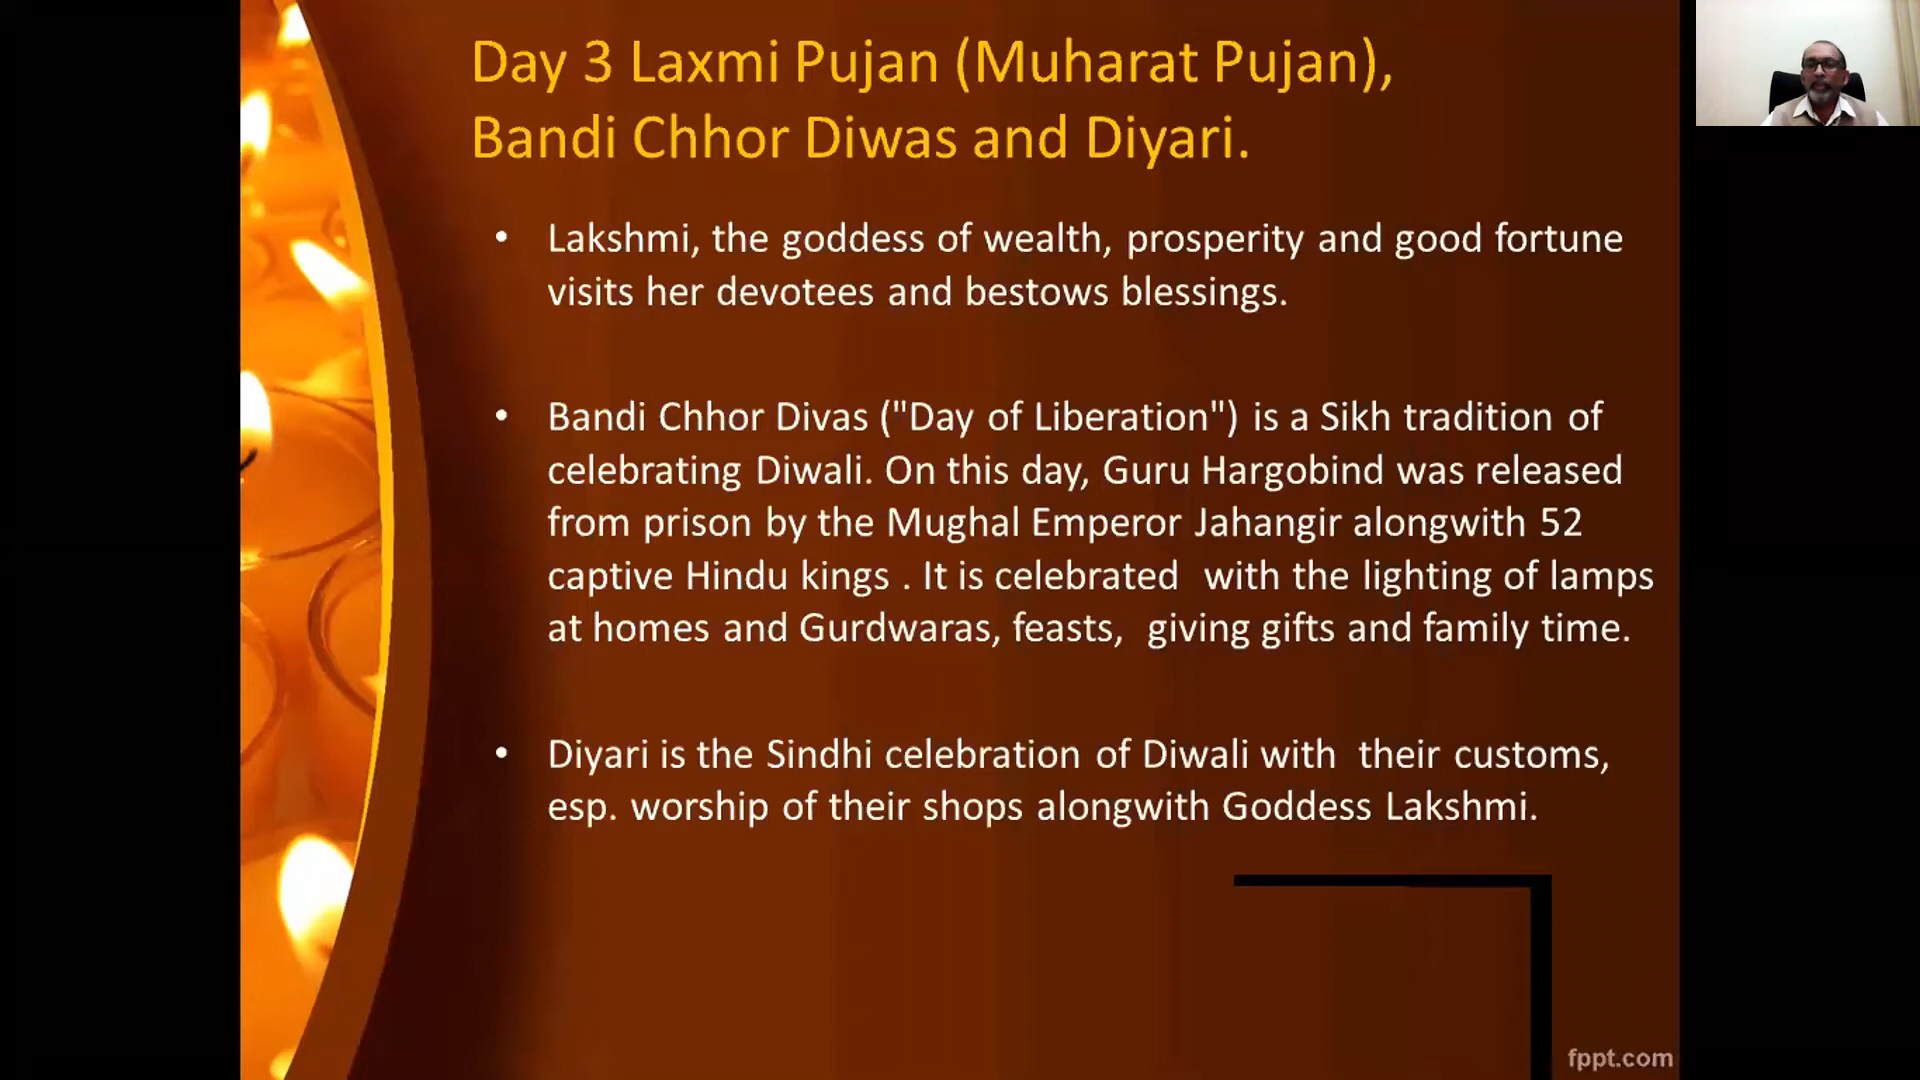 Day 3 Laxmi Pujan (Muharat Pujan),
Bandi Chhor Diwas and Diyari.
• Lakshmi, the goddess of wealth, prosperity and good fortune
visits her devotees and bestows blessings.
• Bandi Chhor Divas ("Day of Liberation") is a Sikh tradition of
celebrating Diwali. On this day, Guru Hargobind was released
from prison by the Mughal Emperor Jahangir alongwith 52
captive Hindu kings . It is celebrated  with the lighting of lamps
at homes and Gurdwaras, feasts,  giving gifts and family time.
• Diyari is the Sindhi celebration of Diwali with  their customs,
esp. worship of their shops alongwith Goddess Lakshmi.
fppt.com